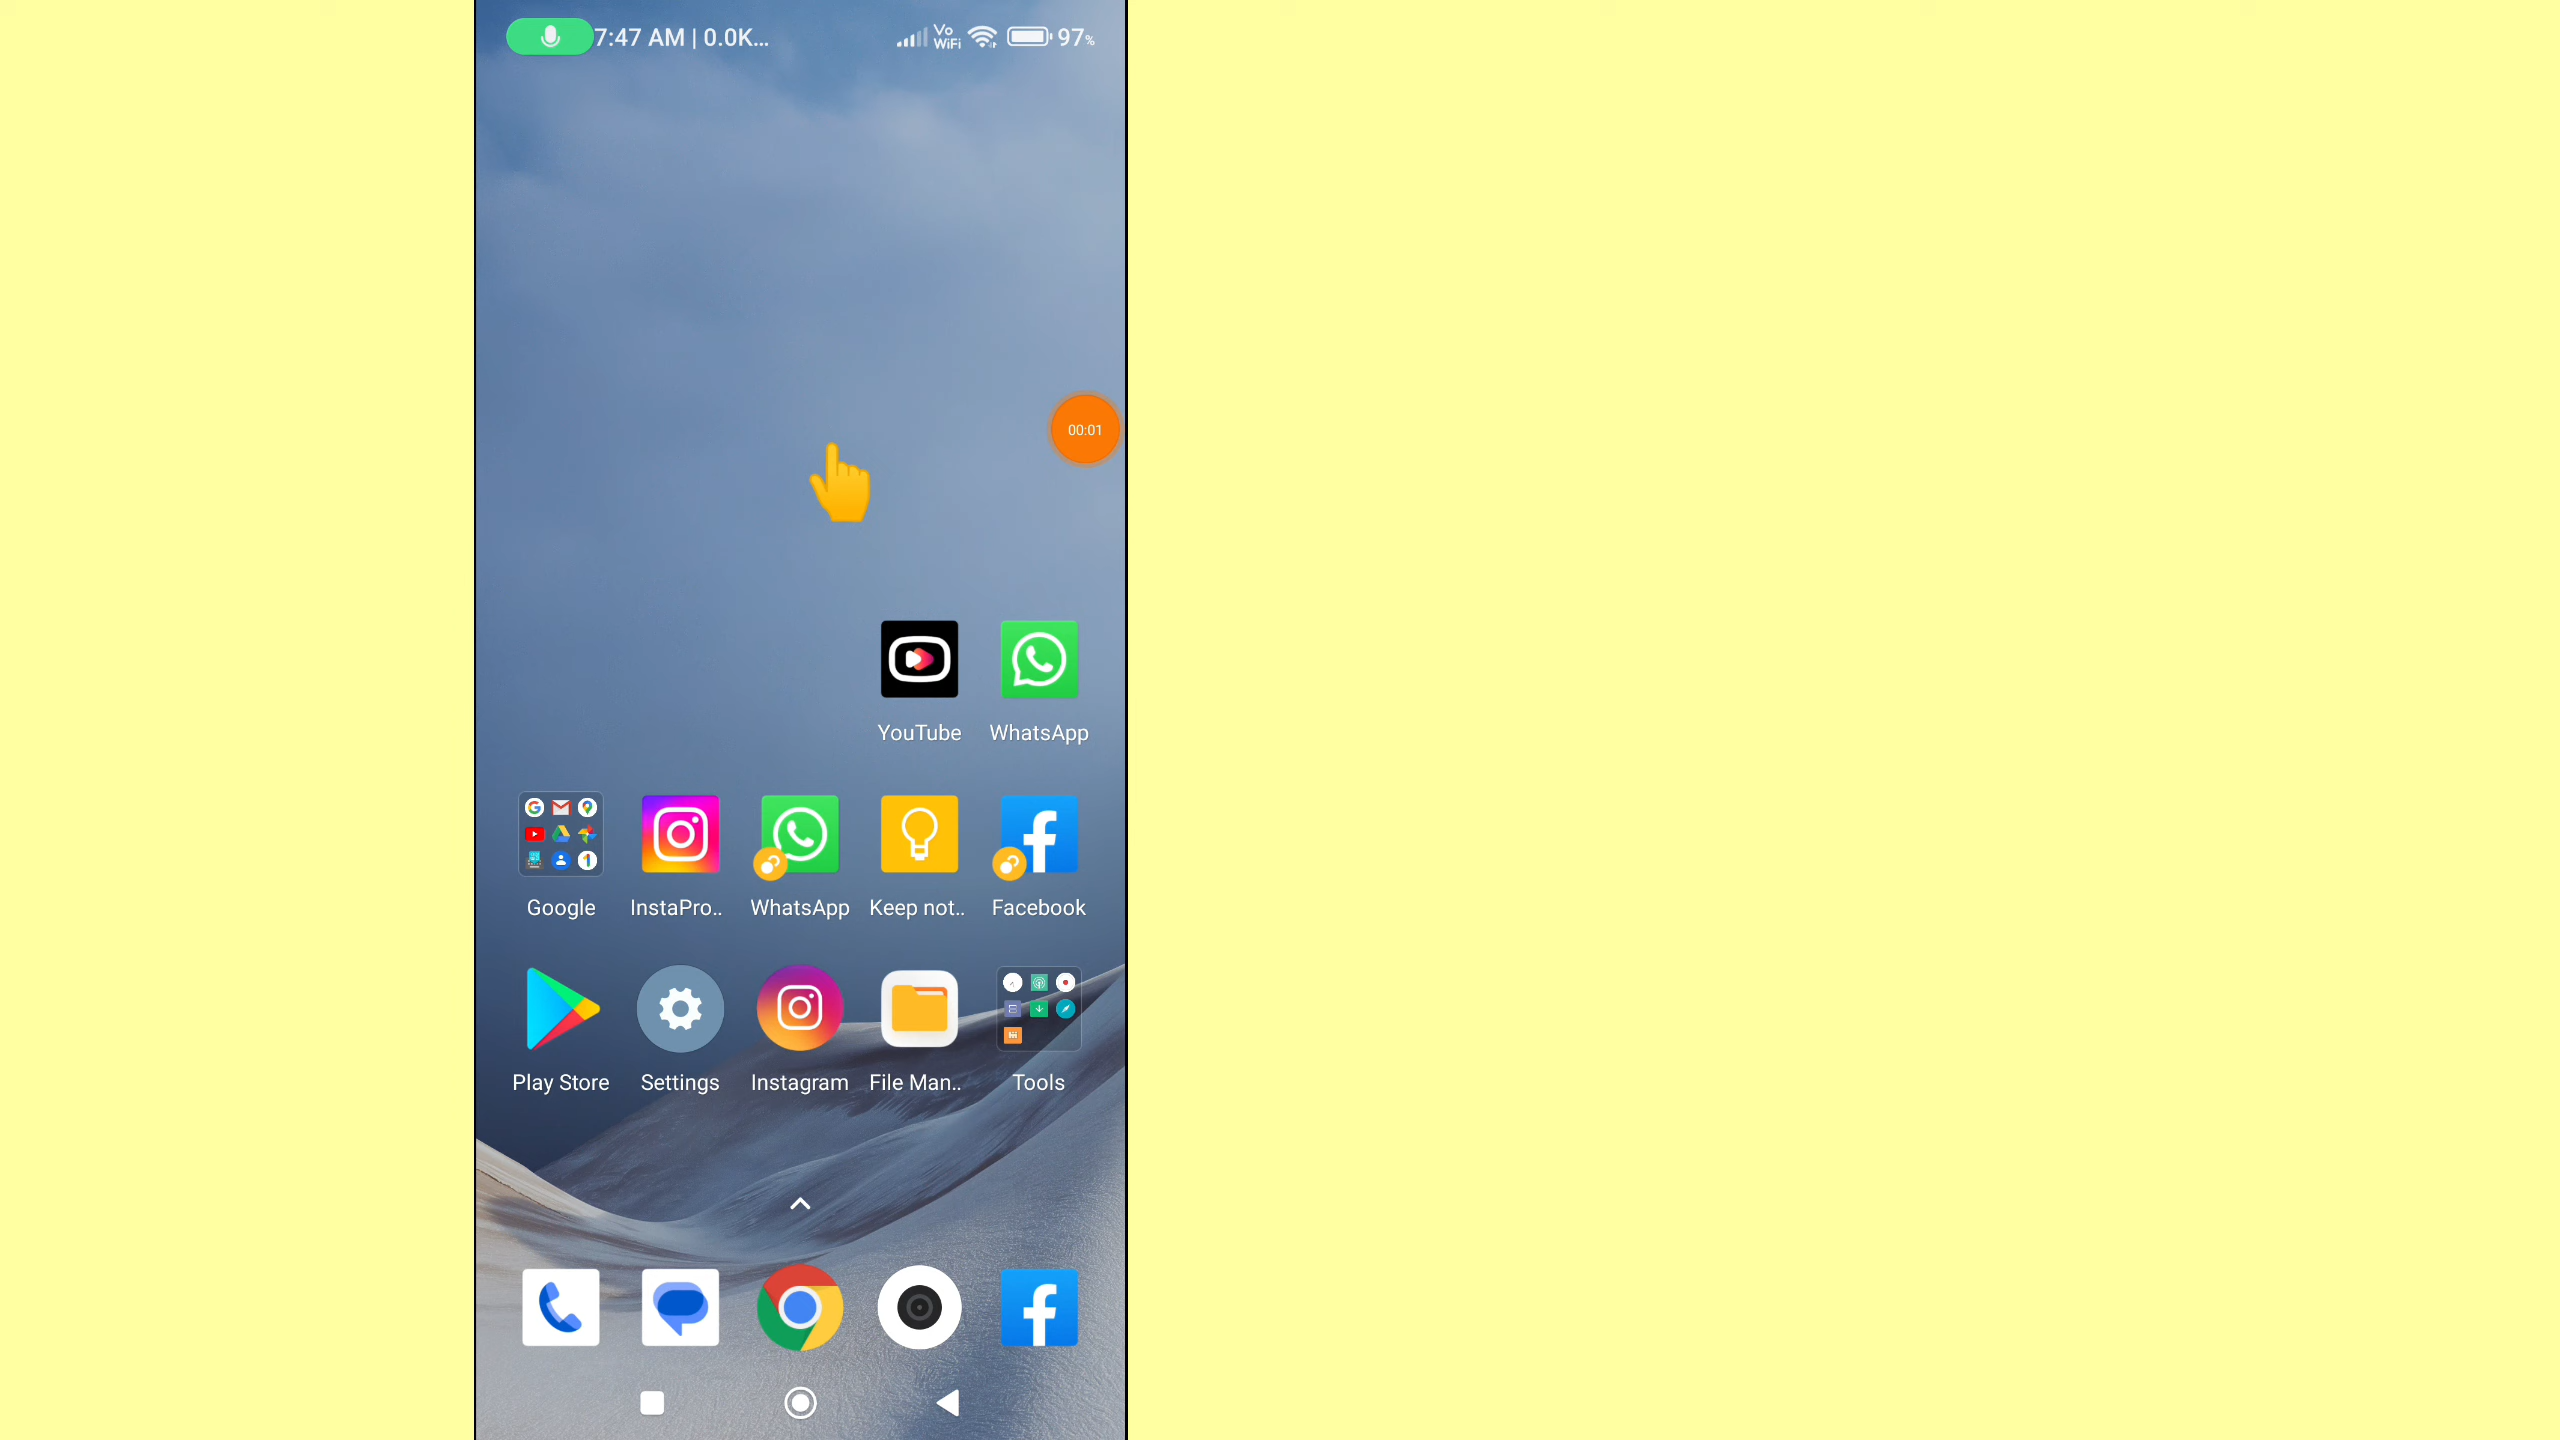 7:47 AM | 0.0K...
Vo WiFi
97%
00:01
YouTube
WhatsApp
Google
InstaPro..
WhatsApp
Keep not..
Facebook
Play Store
Settings
Instagram
File Man..
Tools